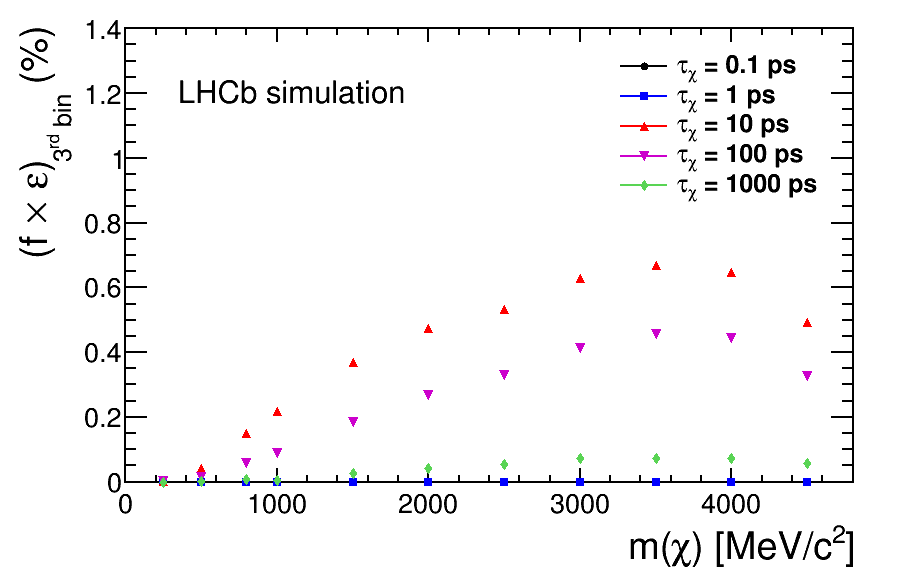 1.4
1.2
1
0.8
0.6
0.4
0.2
0
(f × ε)3rd bin (%)
LHCb simulation
τχ = 0.1 ps
τχ = 1 ps
τχ = 10 ps
τχ = 100 ps
τχ = 1000 ps
0 1000 2000 3000 4000
m(χ) [MeV/c²]